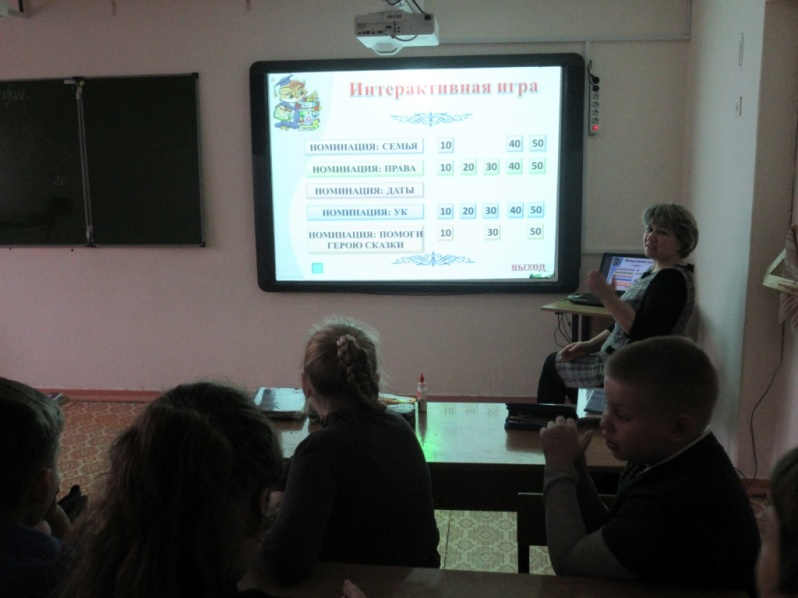 Интерактивная игра
НОМИНАЦИЯ: СЕМЬЯ 10 40 50
НОМИНАЦИЯ: ПРАВА 10 20 30 40 50
НОМИНАЦИЯ: ДАТЫ
НОМИНАЦИЯ: УК 10 20 30 40 50
НОМИНАЦИЯ: ПОМОГИ 10 30 50
ГЕРОЮ СКАЗКИ
выход